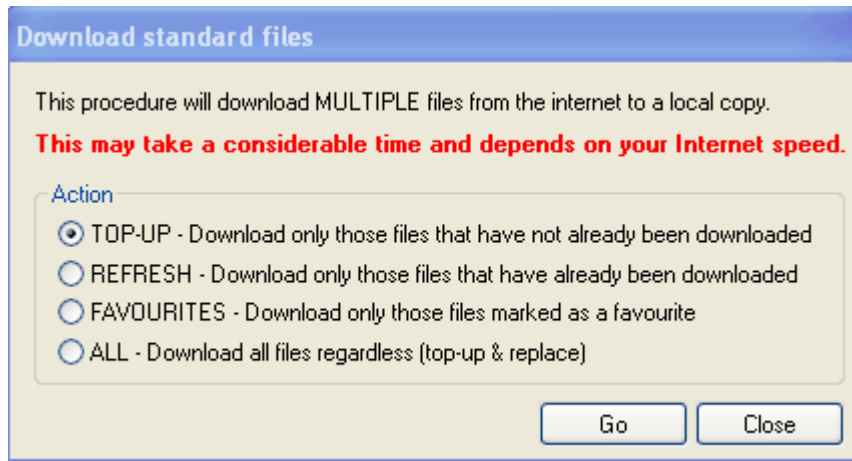 Download standard files
This procedure will download MULTIPLE files from the internet to a local copy.
This may take a considerable time and depends on your Internet speed.
Action
TOP-UP - Download only those files that have not already been downloaded
REFRESH - Download only those files that have already been downloaded
FAVOURITES - Download only those files marked as a favourite
ALL - Download all files regardless (top-up & replace)
Go Close